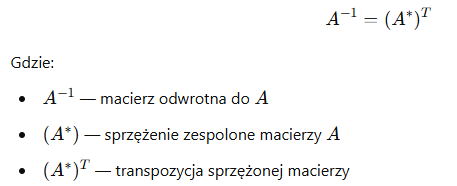 A⁻¹ = (A*)ᵀ
Gdzie:
• A⁻¹ — macierz odwrotna do A
• (A*) — sprzężenie zespolone macierzy A
• (A*)ᵀ — transpozycja sprzężonej macierzy